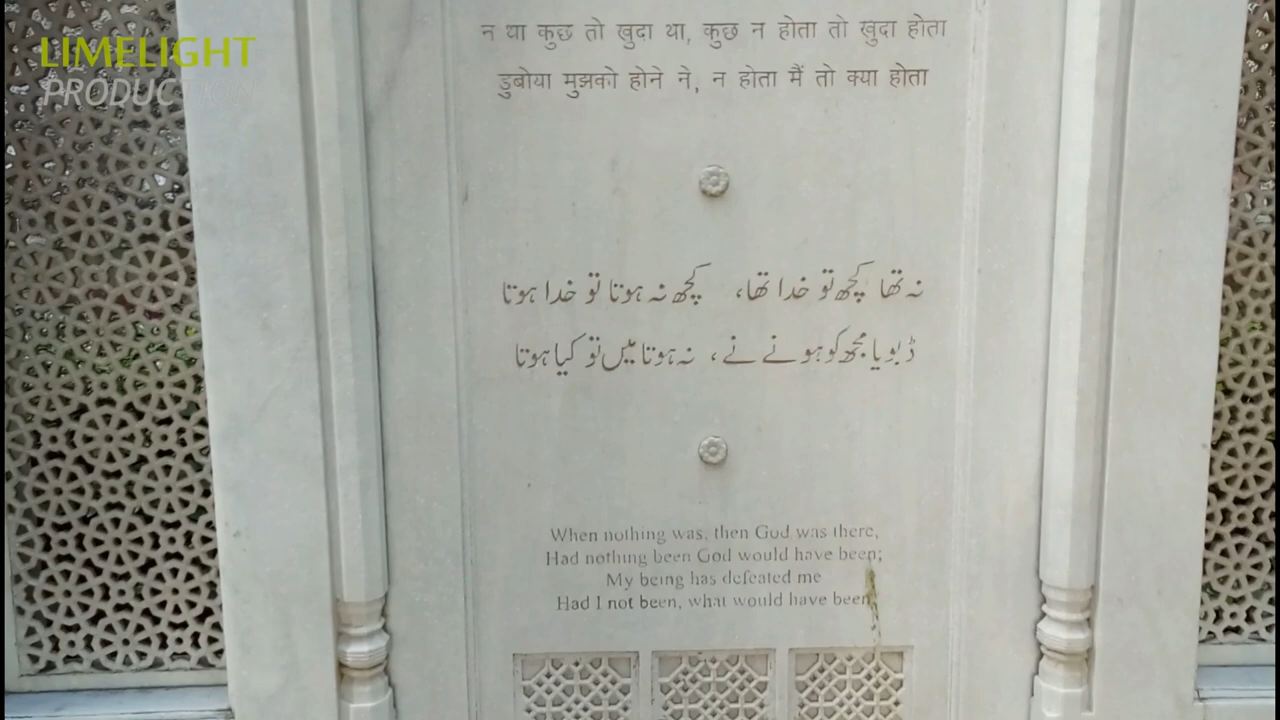 LIMELIGHT
PRODUCTION
न था कुछ तो खुदा था, कुछ न होता तो खुदा होता
डुबोया मुझको होने ने, न होता मैं तो क्या होता
نہ تھا کچھ تو خدا تھا، کچھ نہ ہوتا تو خدا ہوتا
ڈبویا مجھ کو ہونے نے، نہ ہوتا میں تو کیا ہوتا
When nothing was, then God was there,
Had nothing been God would have been;
My being has defeated me
Had I not been, what would have been